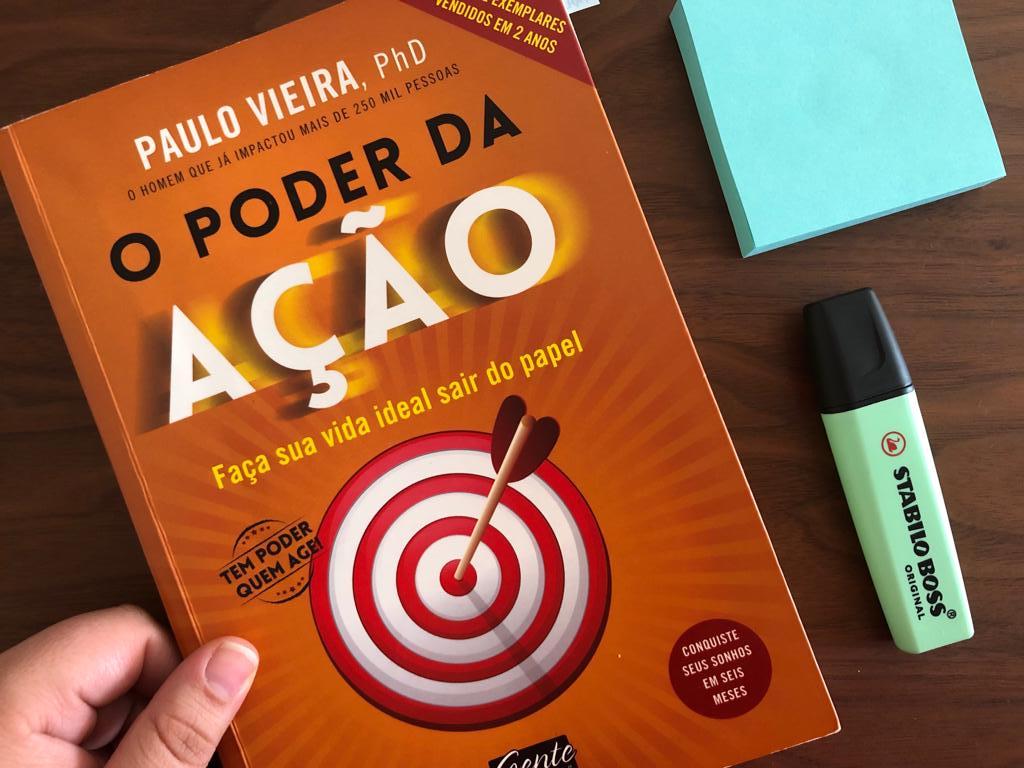 EXEMPLARES
VENDIDOS EM 2 ANOS
PAULO VIEIRA, PhD
O HOMEM QUE JÁ IMPACTOU MAIS DE 250 MIL PESSOAS
O PODER DA
AÇÃO
Faça sua vida ideal sair do papel
TEM PODER
QUEM AGE!
CONQUISTE
SEUS SONHOS
EM SEIS
MESES
Gente
STABILO BOSS®
ORIGINAL